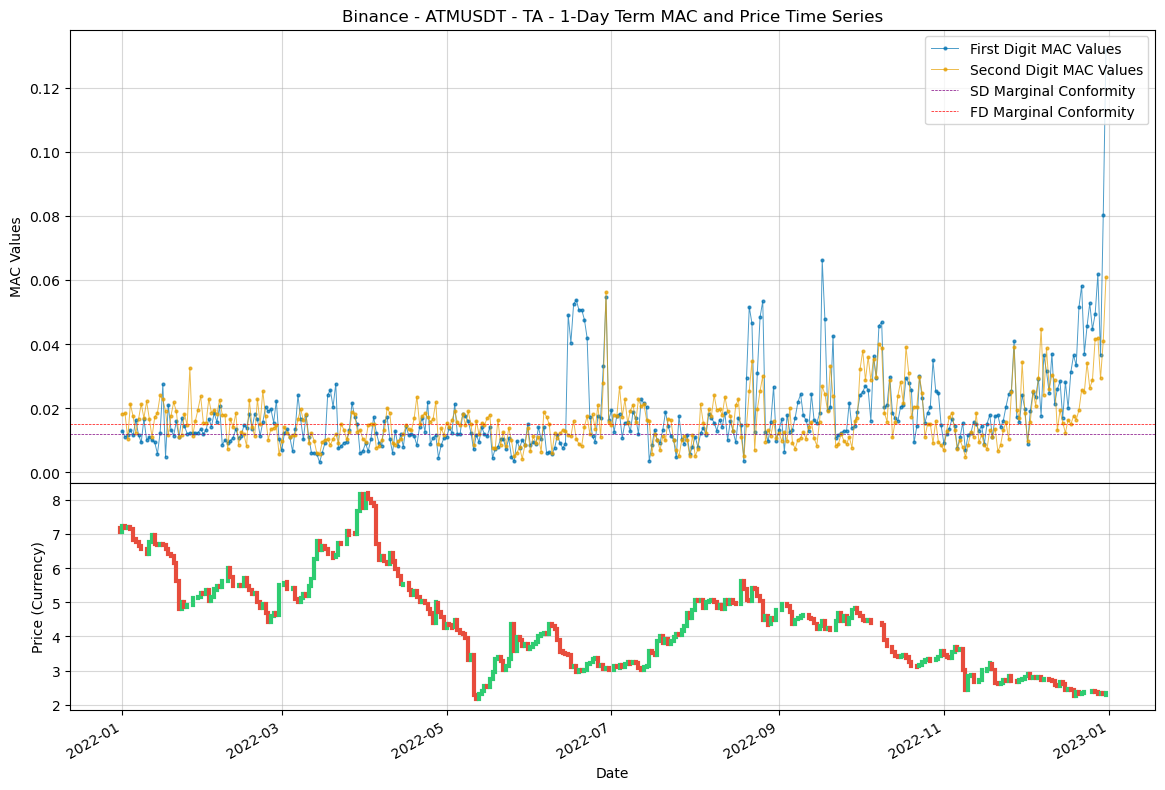 Binance - ATMUSDT - TA - 1-Day Term MAC and Price Time Series
First Digit MAC Values
Second Digit MAC Values
SD Marginal Conformity
FD Marginal Conformity
MAC Values
0.12
0.10
0.08
0.06
0.04
0.02
0.00
Price (Currency)
8
7
6
5
4
3
2
2022-01
2022-03
2022-05
2022-07
2022-09
2022-11
2023-01
Date